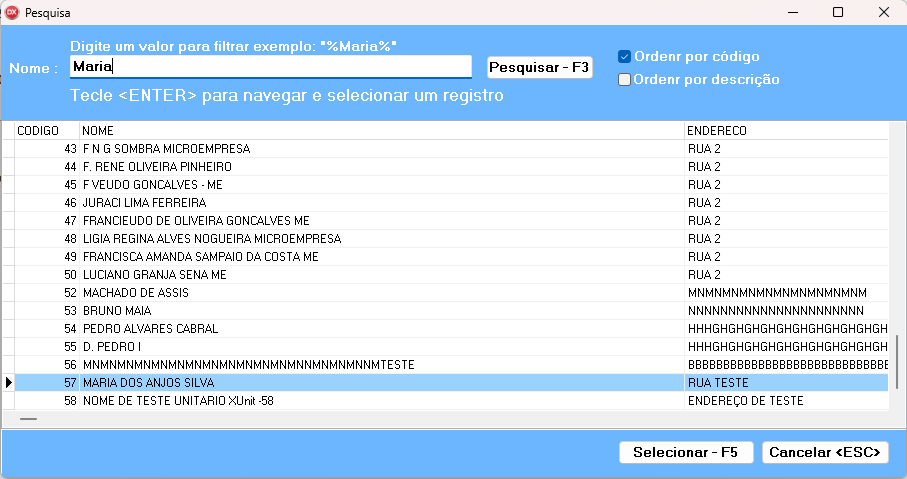 DX Pesquisa
Digite um valor para filtrar exemplo: "%Maria%"
Nome : Maria Pesquisar - F3
Ordenr por código
Ordenr por descrição
Tecle <ENTER> para navegar e selecionar um registro
CODIGO NOME ENDERECO
43 F N G SOMBRA MICROEMPRESA RUA 2
44 F. RENE OLIVEIRA PINHEIRO RUA 2
45 F VEUDO GONCALVES - ME RUA 2
46 JURACI LIMA FERREIRA RUA 2
47 FRANCIEUDO DE OLIVEIRA GONCALVES ME RUA 2
48 LIGIA REGINA ALVES NOGUEIRA MICROEMPRESA RUA 2
49 FRANCISCA AMANDA SAMPAIO DA COSTA ME RUA 2
50 LUCIANO GRANJA SENA ME RUA 2
52 MACHADO DE ASSIS MNMNMNMNMNMNMNMNMNMNM
53 BRUNO MAIA NNNNNNNNNNNNNNNNNNNNNN
54 PEDRO ALVARES CABRAL HHHGHGHGHGHGHGHGHGHGHGHGH
55 D. PEDRO I HHHGHGHGHGHGHGHGHGHGHGHGH
56 MNMNMNMNMNMNMNMNMNMNMNMNMNMNMNMNNMTESTE BBBBBBBBBBBBBBBBBBBBBBBBBBBB
57 MARIA DOS ANJOS SILVA RUA TESTE
58 NOME DE TESTE UNITARIO XUnit -58 ENDEREÇO DE TESTE
Selecionar - F5 Cancelar <ESC>